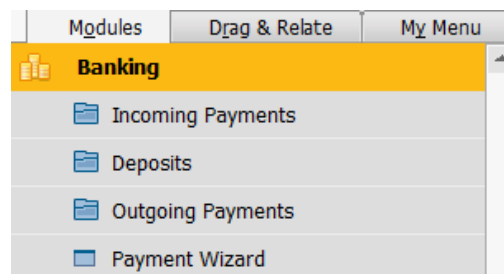 Modules Drag & Relate My Menu
Banking
Incoming Payments
Deposits
Outgoing Payments
Payment Wizard